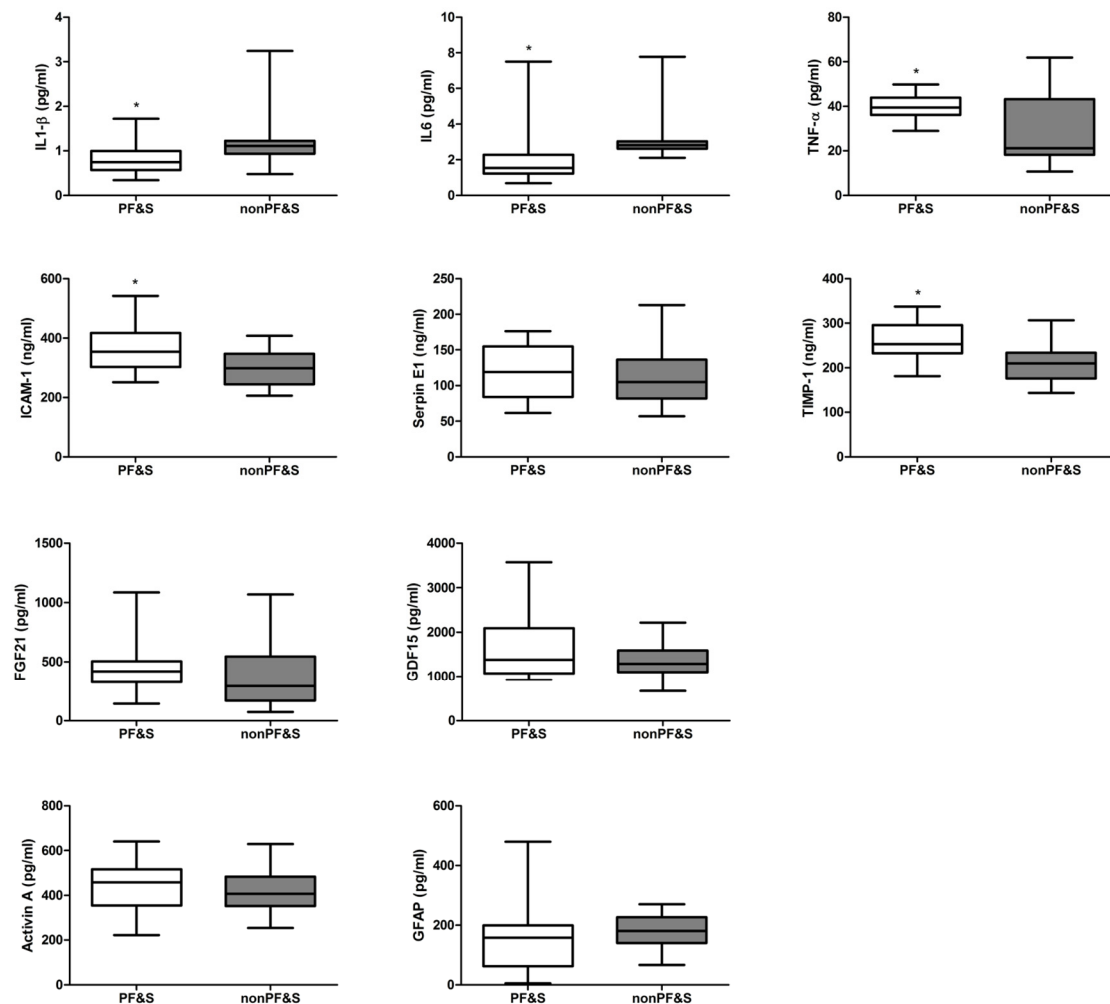 IL1-β (pg/ml)
4
3
2
1
0
*
PF&S nonPF&S
IL6 (pg/ml)
10
8
6
4
2
0
*
PF&S nonPF&S
TNF-α (pg/ml)
80
60
40
20
0
*
PF&S nonPF&S
ICAM-1 (ng/ml)
600
400
200
0
*
PF&S nonPF&S
Serpin E1 (ng/ml)
250
200
150
100
50
0
PF&S nonPF&S
TIMP-1 (ng/ml)
400
300
200
100
0
*
PF&S nonPF&S
FGF21 (pg/ml)
1500
1000
500
0
PF&S nonPF&S
GDF15 (pg/ml)
4000
3000
2000
1000
0
PF&S nonPF&S
Activin A (pg/ml)
800
600
400
200
0
PF&S nonPF&S
GFAP (pg/ml)
600
400
200
0
PF&S nonPF&S